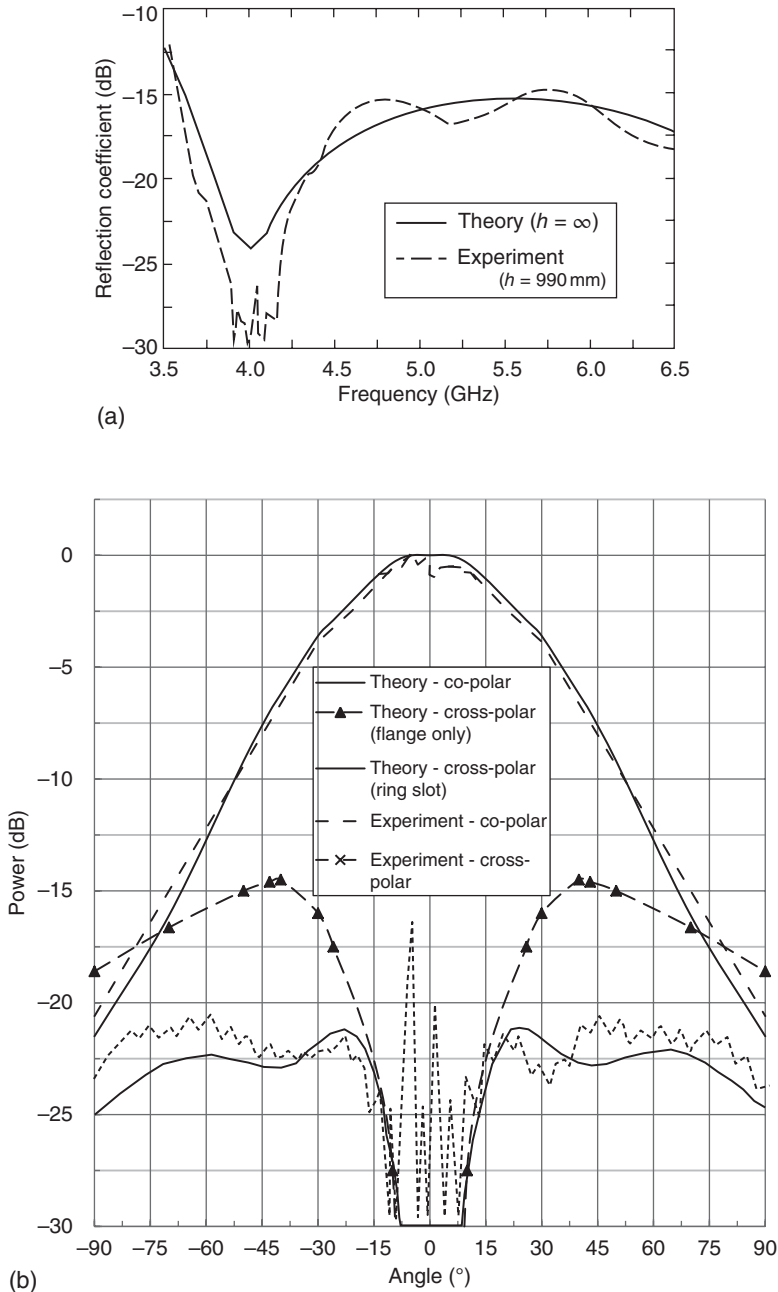 −10
−15
−20
−25
−30
Reflection coefficient (dB)
Theory (h = ∞)
Experiment
(h = 990 mm)
3.5 4.0 4.5 5.0 5.5 6.0 6.5
Frequency (GHz)
(a)
0
−5
−10
−15
−20
−25
−30
Power (dB)
Theory - co-polar
Theory - cross-polar
(flange only)
Theory - cross-polar
(ring slot)
Experiment - co-polar
Experiment - cross-
polar
−90 −75 −60 −45 −30 −15 0 15 30 45 60 75 90
Angle (°)
(b)